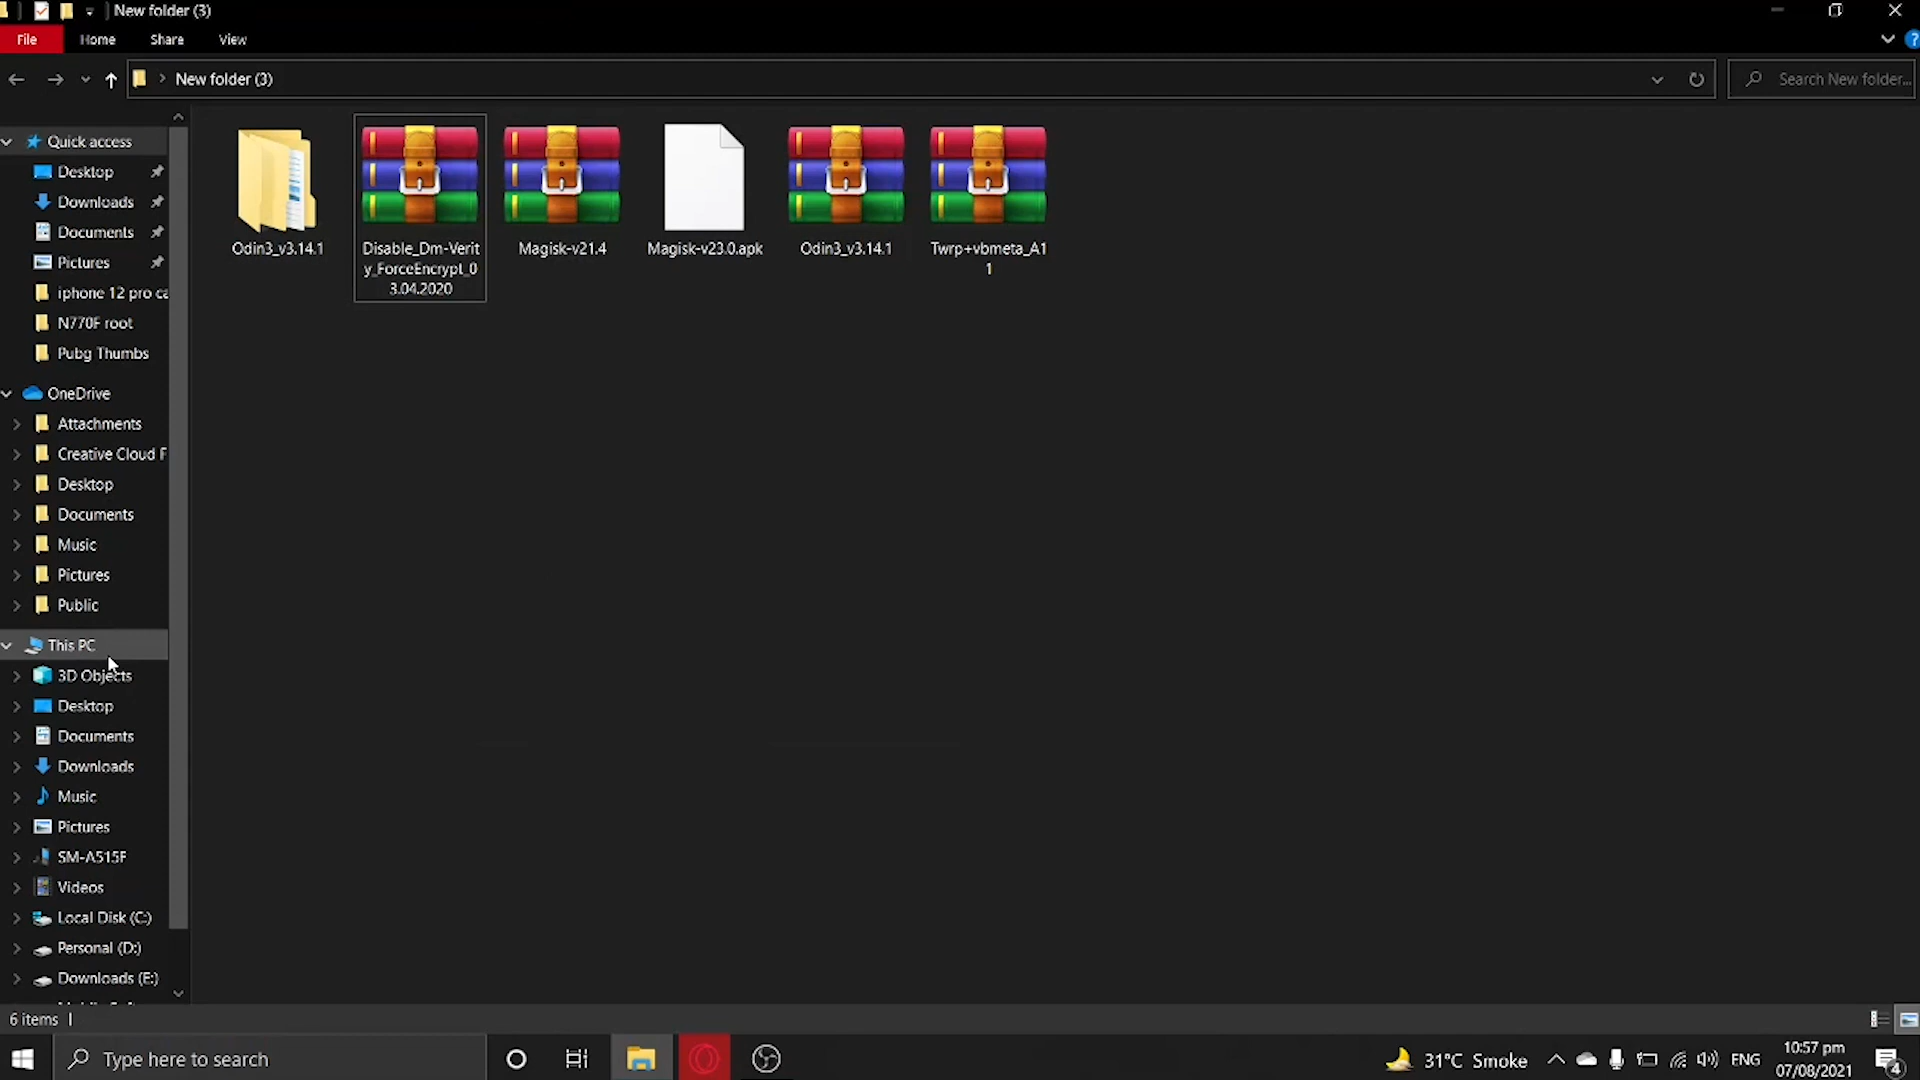 New folder (3)
File
Home
Share
View
New folder (3)
Search New folder...
Quick access
Desktop
Downloads
Documents
Pictures
iphone 12 pro ca
N770F root
Pubg Thumbs
OneDrive
Attachments
Creative Cloud F
Desktop
Documents
Music
Pictures
Public
This PC
3D Objects
Desktop
Documents
Downloads
Music
Pictures
SM-A515F
Videos
Local Disk (C:)
Personal (D:)
Downloads (E:)
Odin3_v3.14.1
Disable_Dm-Verit
y_ForceEncrypt_0
3.04.2020
Magisk-v21.4
Magisk-v23.0.apk
Odin3_v3.14.1
Twrp+vbmeta_A1
1
6 items
Type here to search
31°C Smoke
ENG
10:57 pm
07/08/2021
4